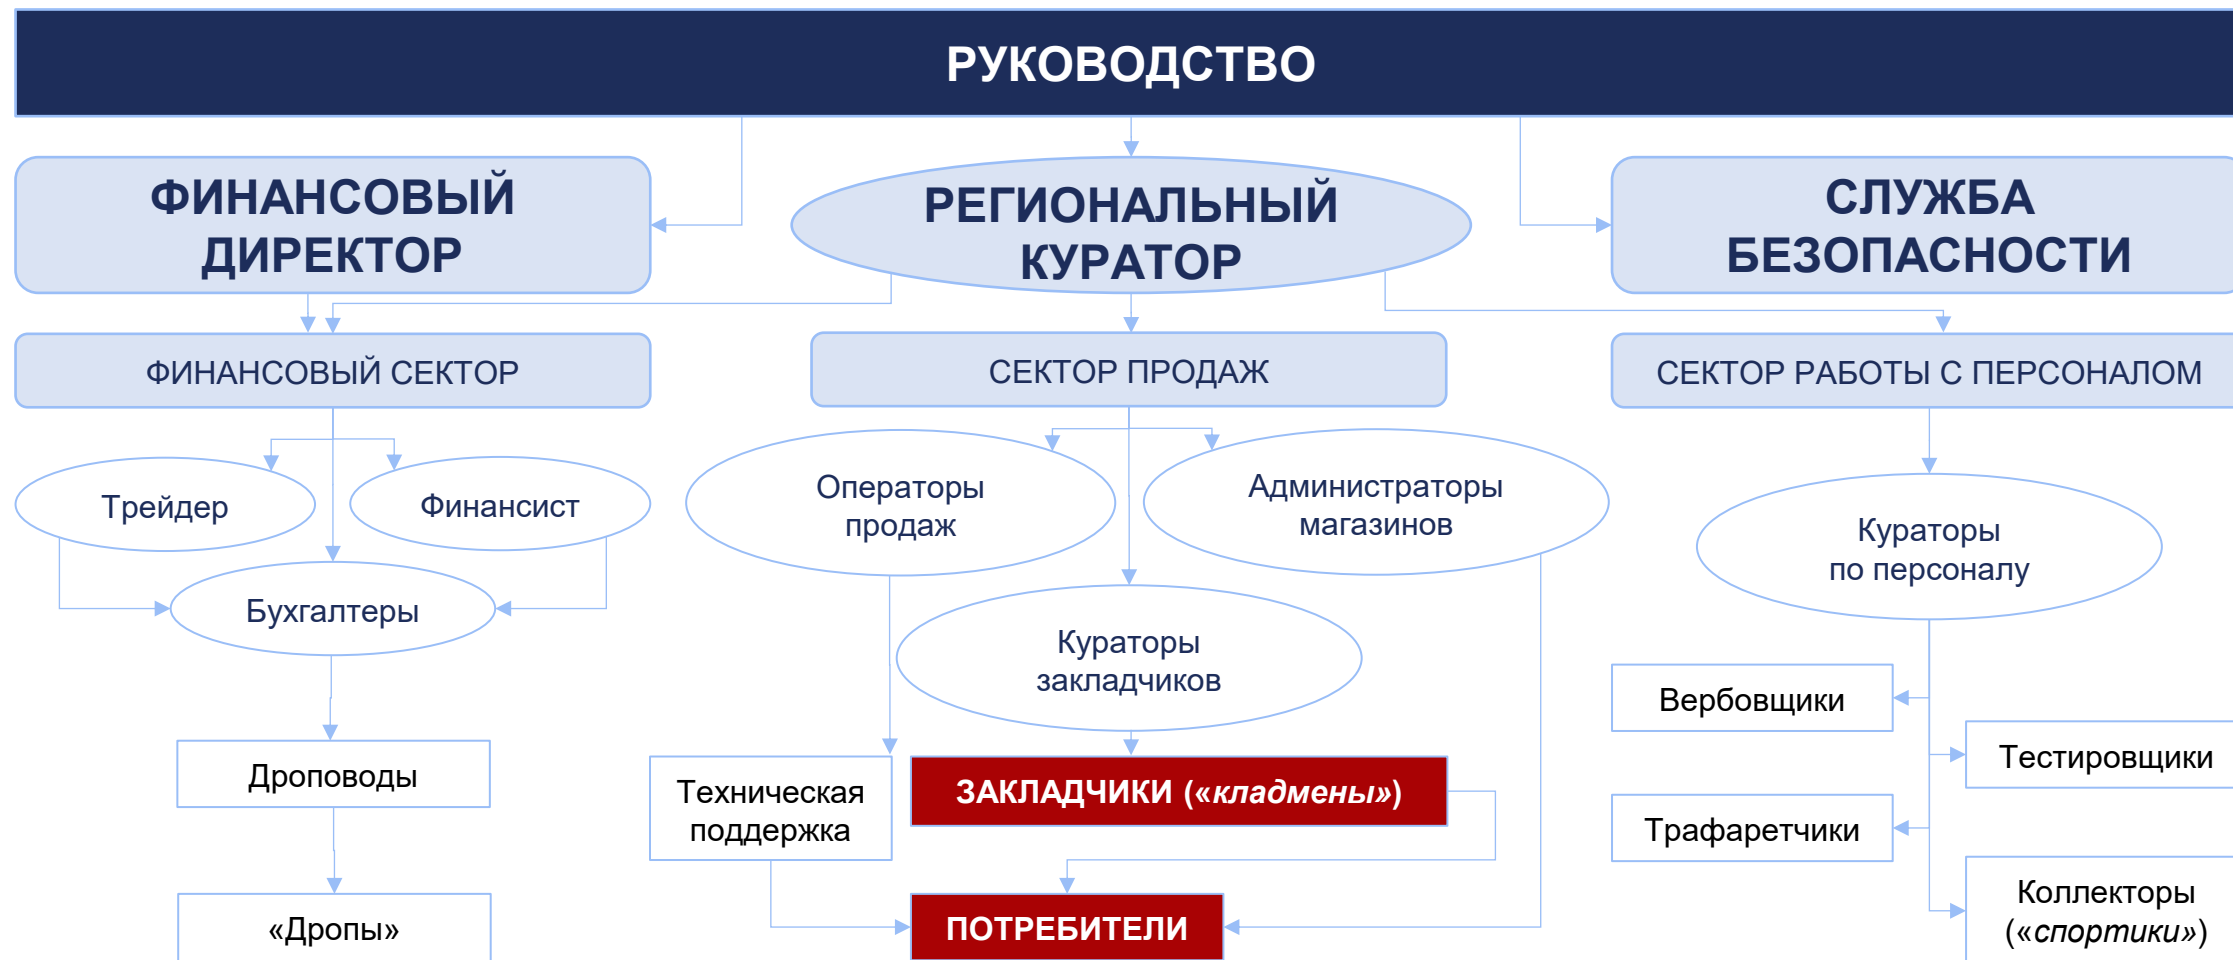 РУКОВОДСТВО
ФИНАНСОВЫЙ
ДИРЕКТОР
РЕГИОНАЛЬНЫЙ
КУРАТОР
СЛУЖБА
БЕЗОПАСНОСТИ
ФИНАНСОВЫЙ СЕКТОР
СЕКТОР ПРОДАЖ
СЕКТОР РАБОТЫ С ПЕРСОНАЛОМ
Трейдер
Финансист
Операторы
продаж
Администраторы
магазинов
Кураторы
по персоналу
Бухгалтеры
Кураторы
закладчиков
Вербовщики
Тестировщики
Дроповоды
Техническая
поддержка
ЗАКЛАДЧИКИ («кладмены»)
Трафаретчики
«Дропы»
ПОТРЕБИТЕЛИ
Коллекторы
(«спортики»)